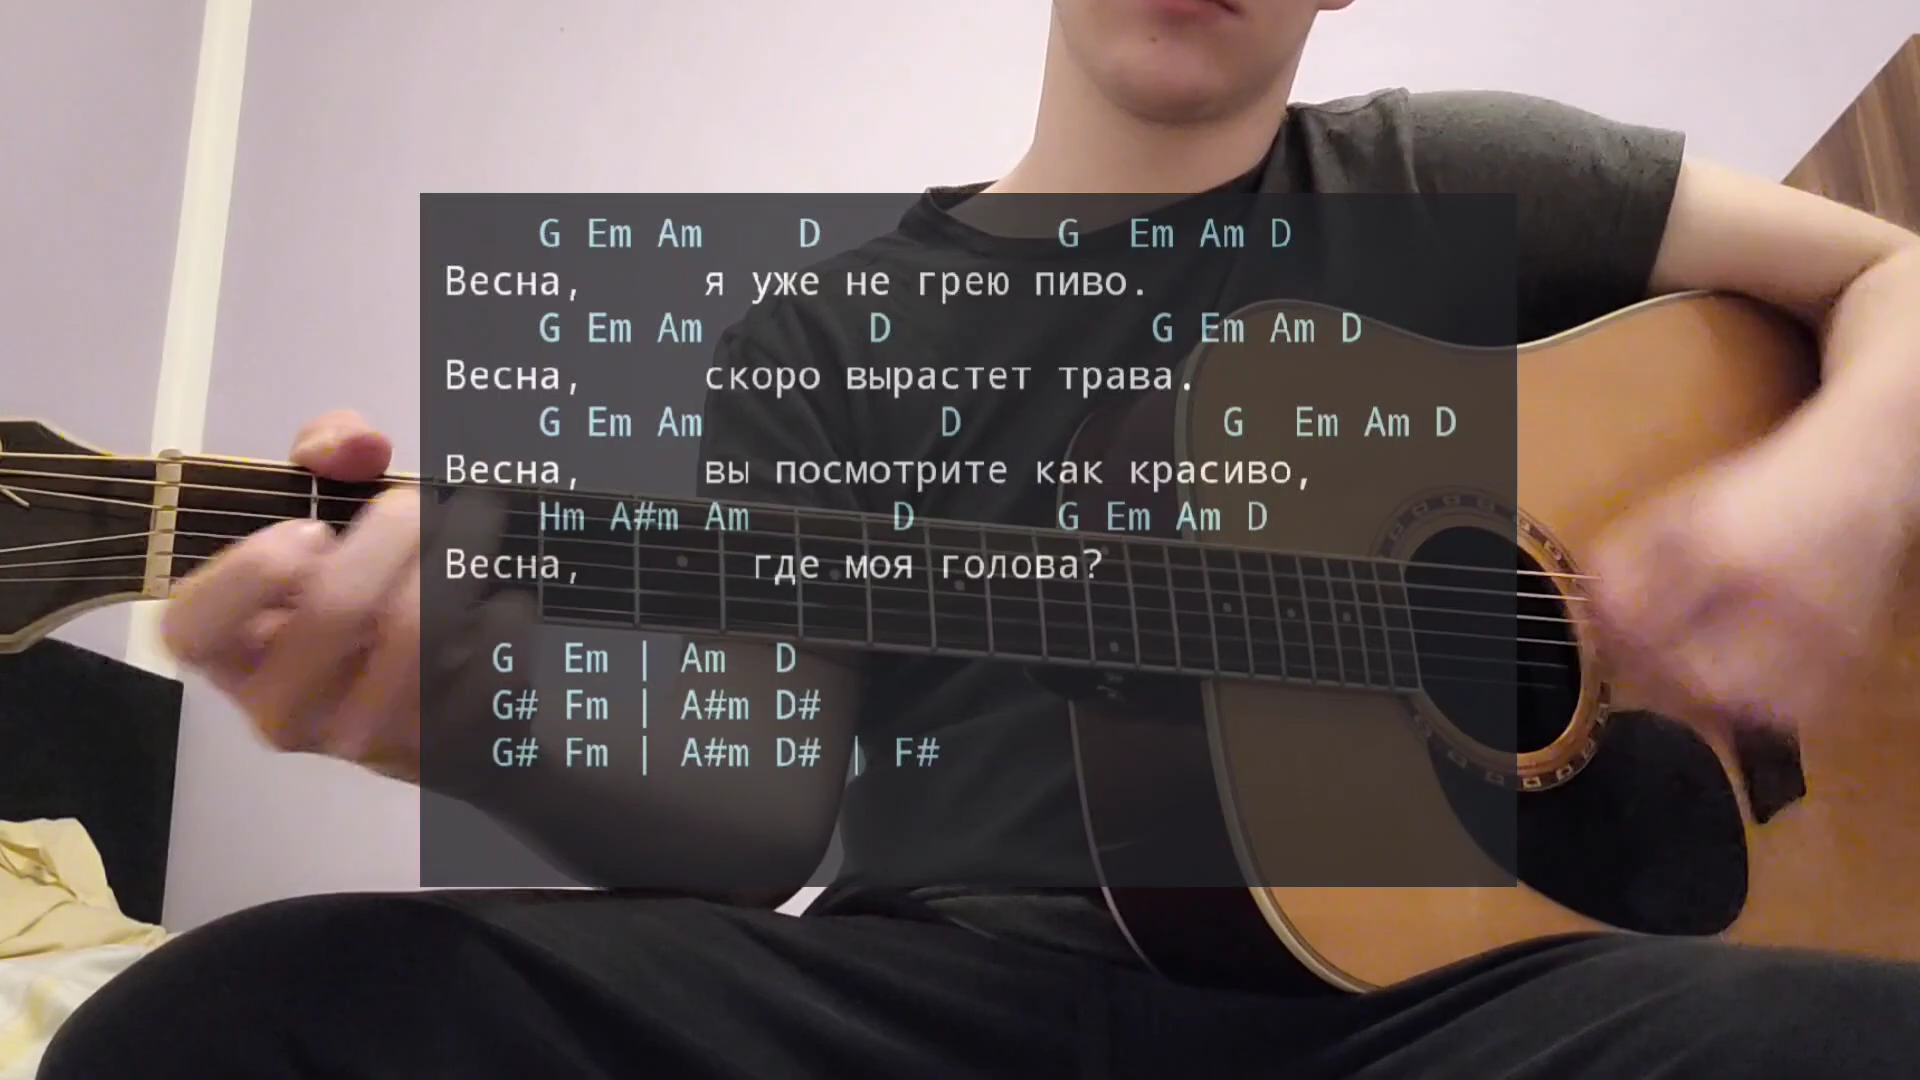 G Em Am D G Em Am D
Весна, я уже не грею пиво.
G Em Am D G Em Am D
Весна, скоро вырастет трава.
G Em Am D G Em Am D
Весна, вы посмотрите как красиво,
Hm A#m Am D G Em Am D
Весна, где моя голова?
G Em | Am D
G# Fm | A#m D#
G# Fm | A#m D# | F#